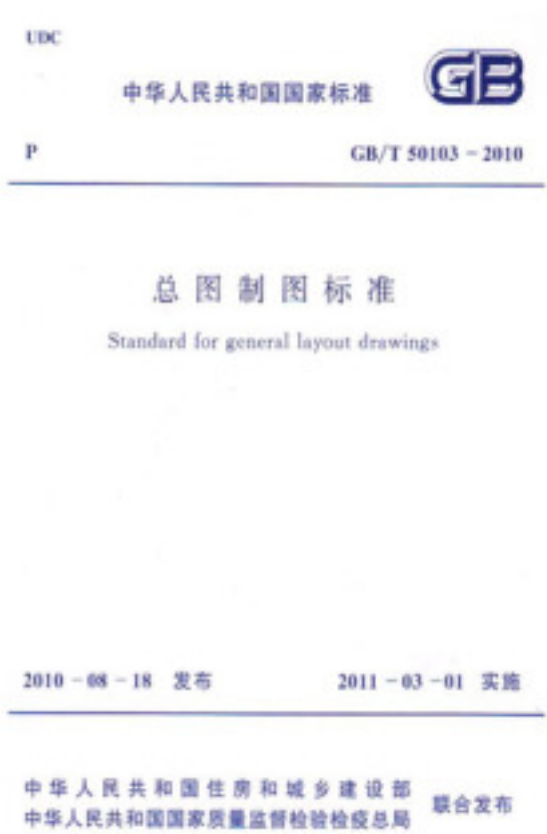 UDC
GB
中华人民共和国国家标准
P
GB/T 50103 - 2010
总图制图标准
Standard for general layout drawings
2010 - 08 - 18 发布
2011 - 03 - 01 实施
中华人民共和国住房和城乡建设部
中华人民共和国国家质量监督检验检疫总局
联合发布